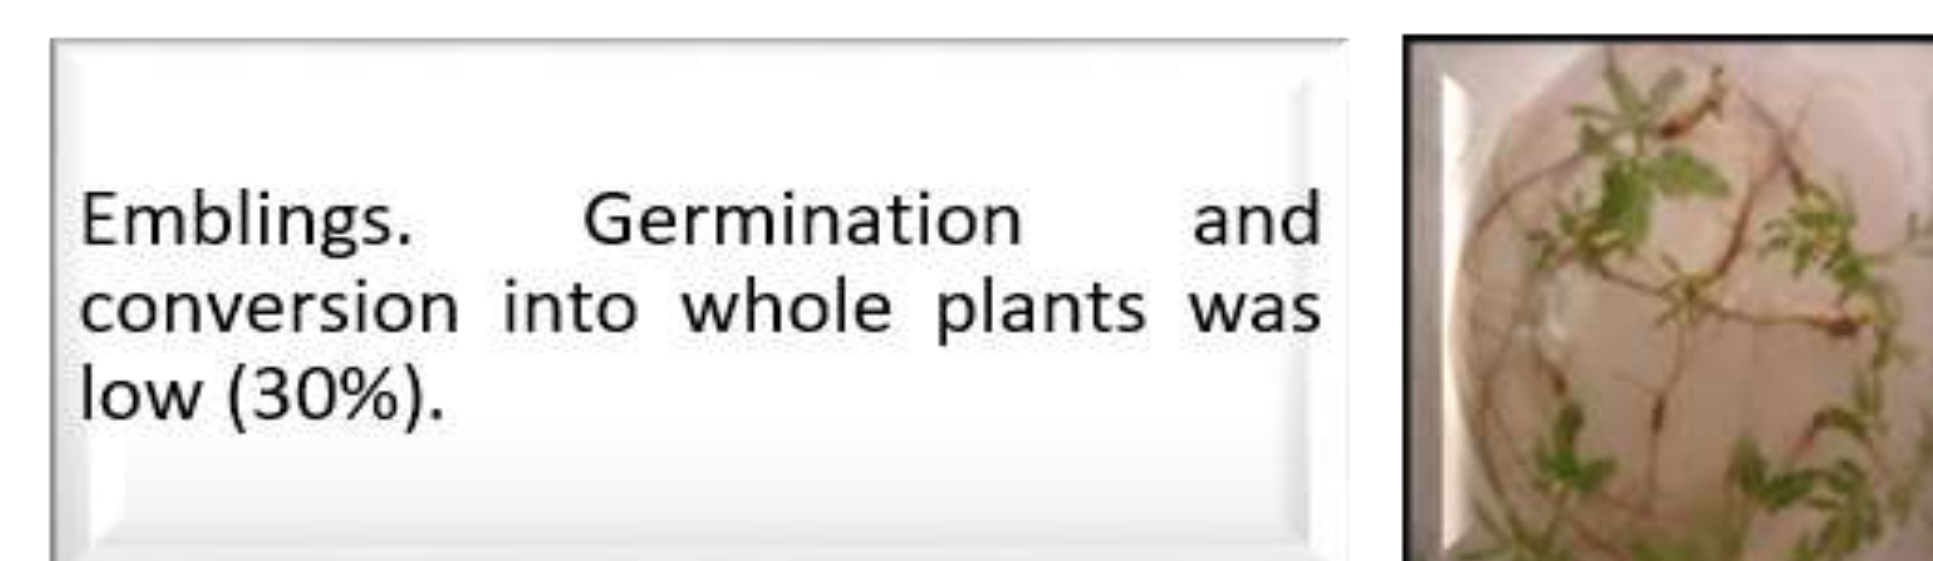 Emblings. Germination and
conversion into whole plants was
low (30%).